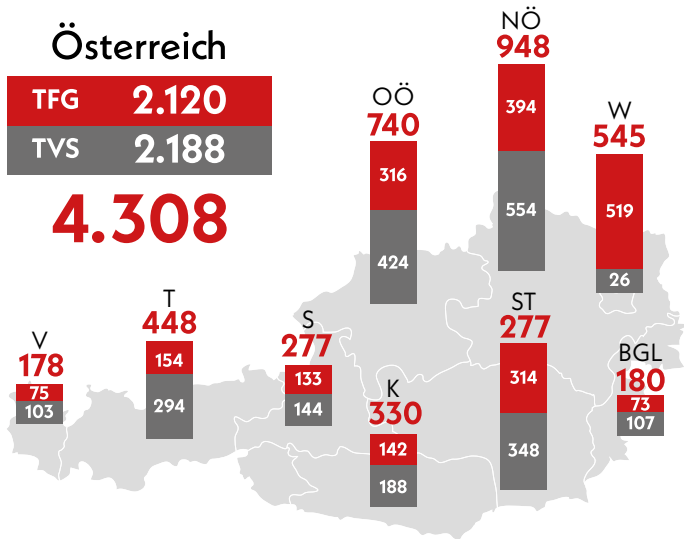 Österreich
TFG 2.120
TVS 2.188
4.308
NÖ
948
394
554
OÖ
740
316
424
W
545
519
26
T
448
154
294
S
277
133
144
ST
277
314
348
V
178
75
103
K
330
142
188
BGL
180
73
107